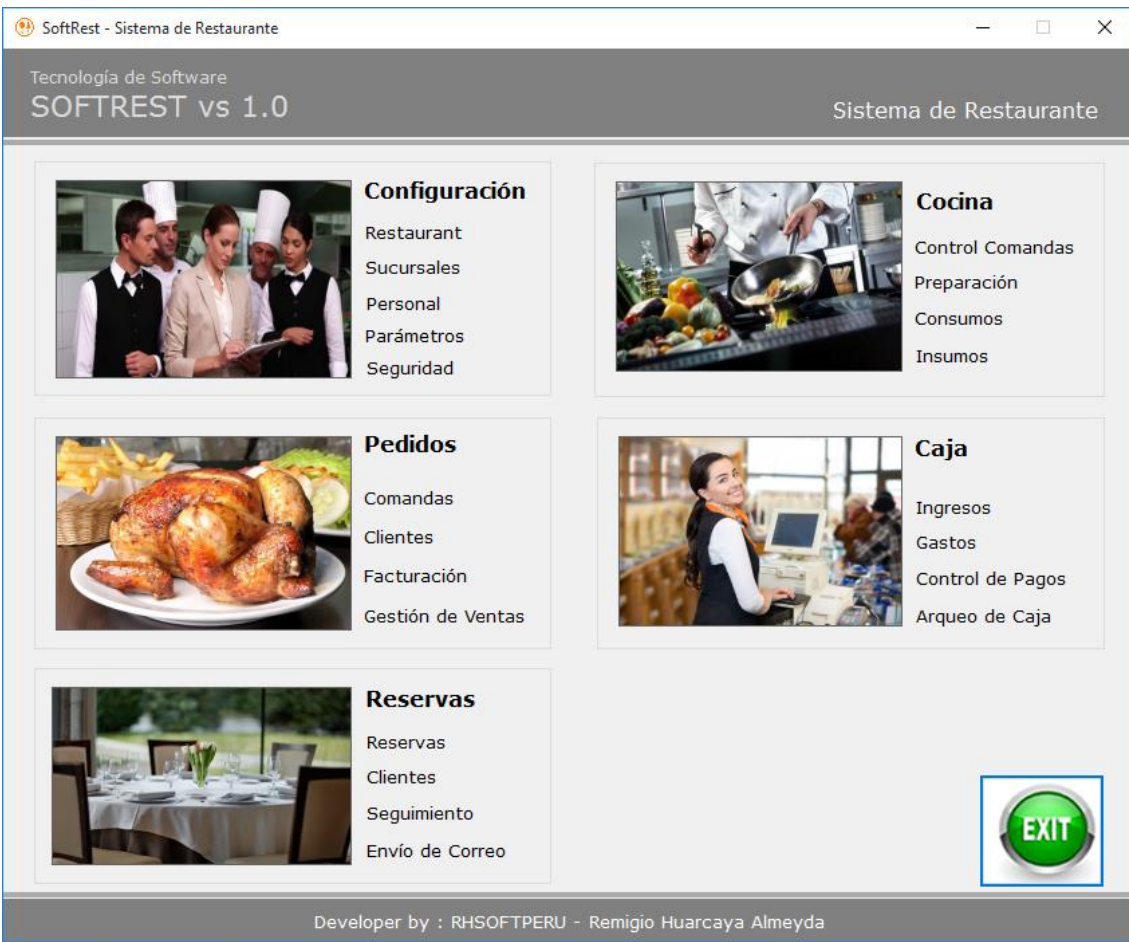 SoftRest - Sistema de Restaurante
Tecnología de Software
SOFTREST vs 1.0
Sistema de Restaurante
Configuración
Restaurant
Sucursales
Personal
Parámetros
Seguridad
Cocina
Control Comandas
Preparación
Consumos
Insumos
Pedidos
Comandas
Clientes
Facturación
Gestión de Ventas
Caja
Ingresos
Gastos
Control de Pagos
Arqueo de Caja
Reservas
Reservas
Clientes
Seguimiento
Envío de Correo
EXIT
Developer by : RHSOFTPERU - Remigio Huarcaya Almeyda